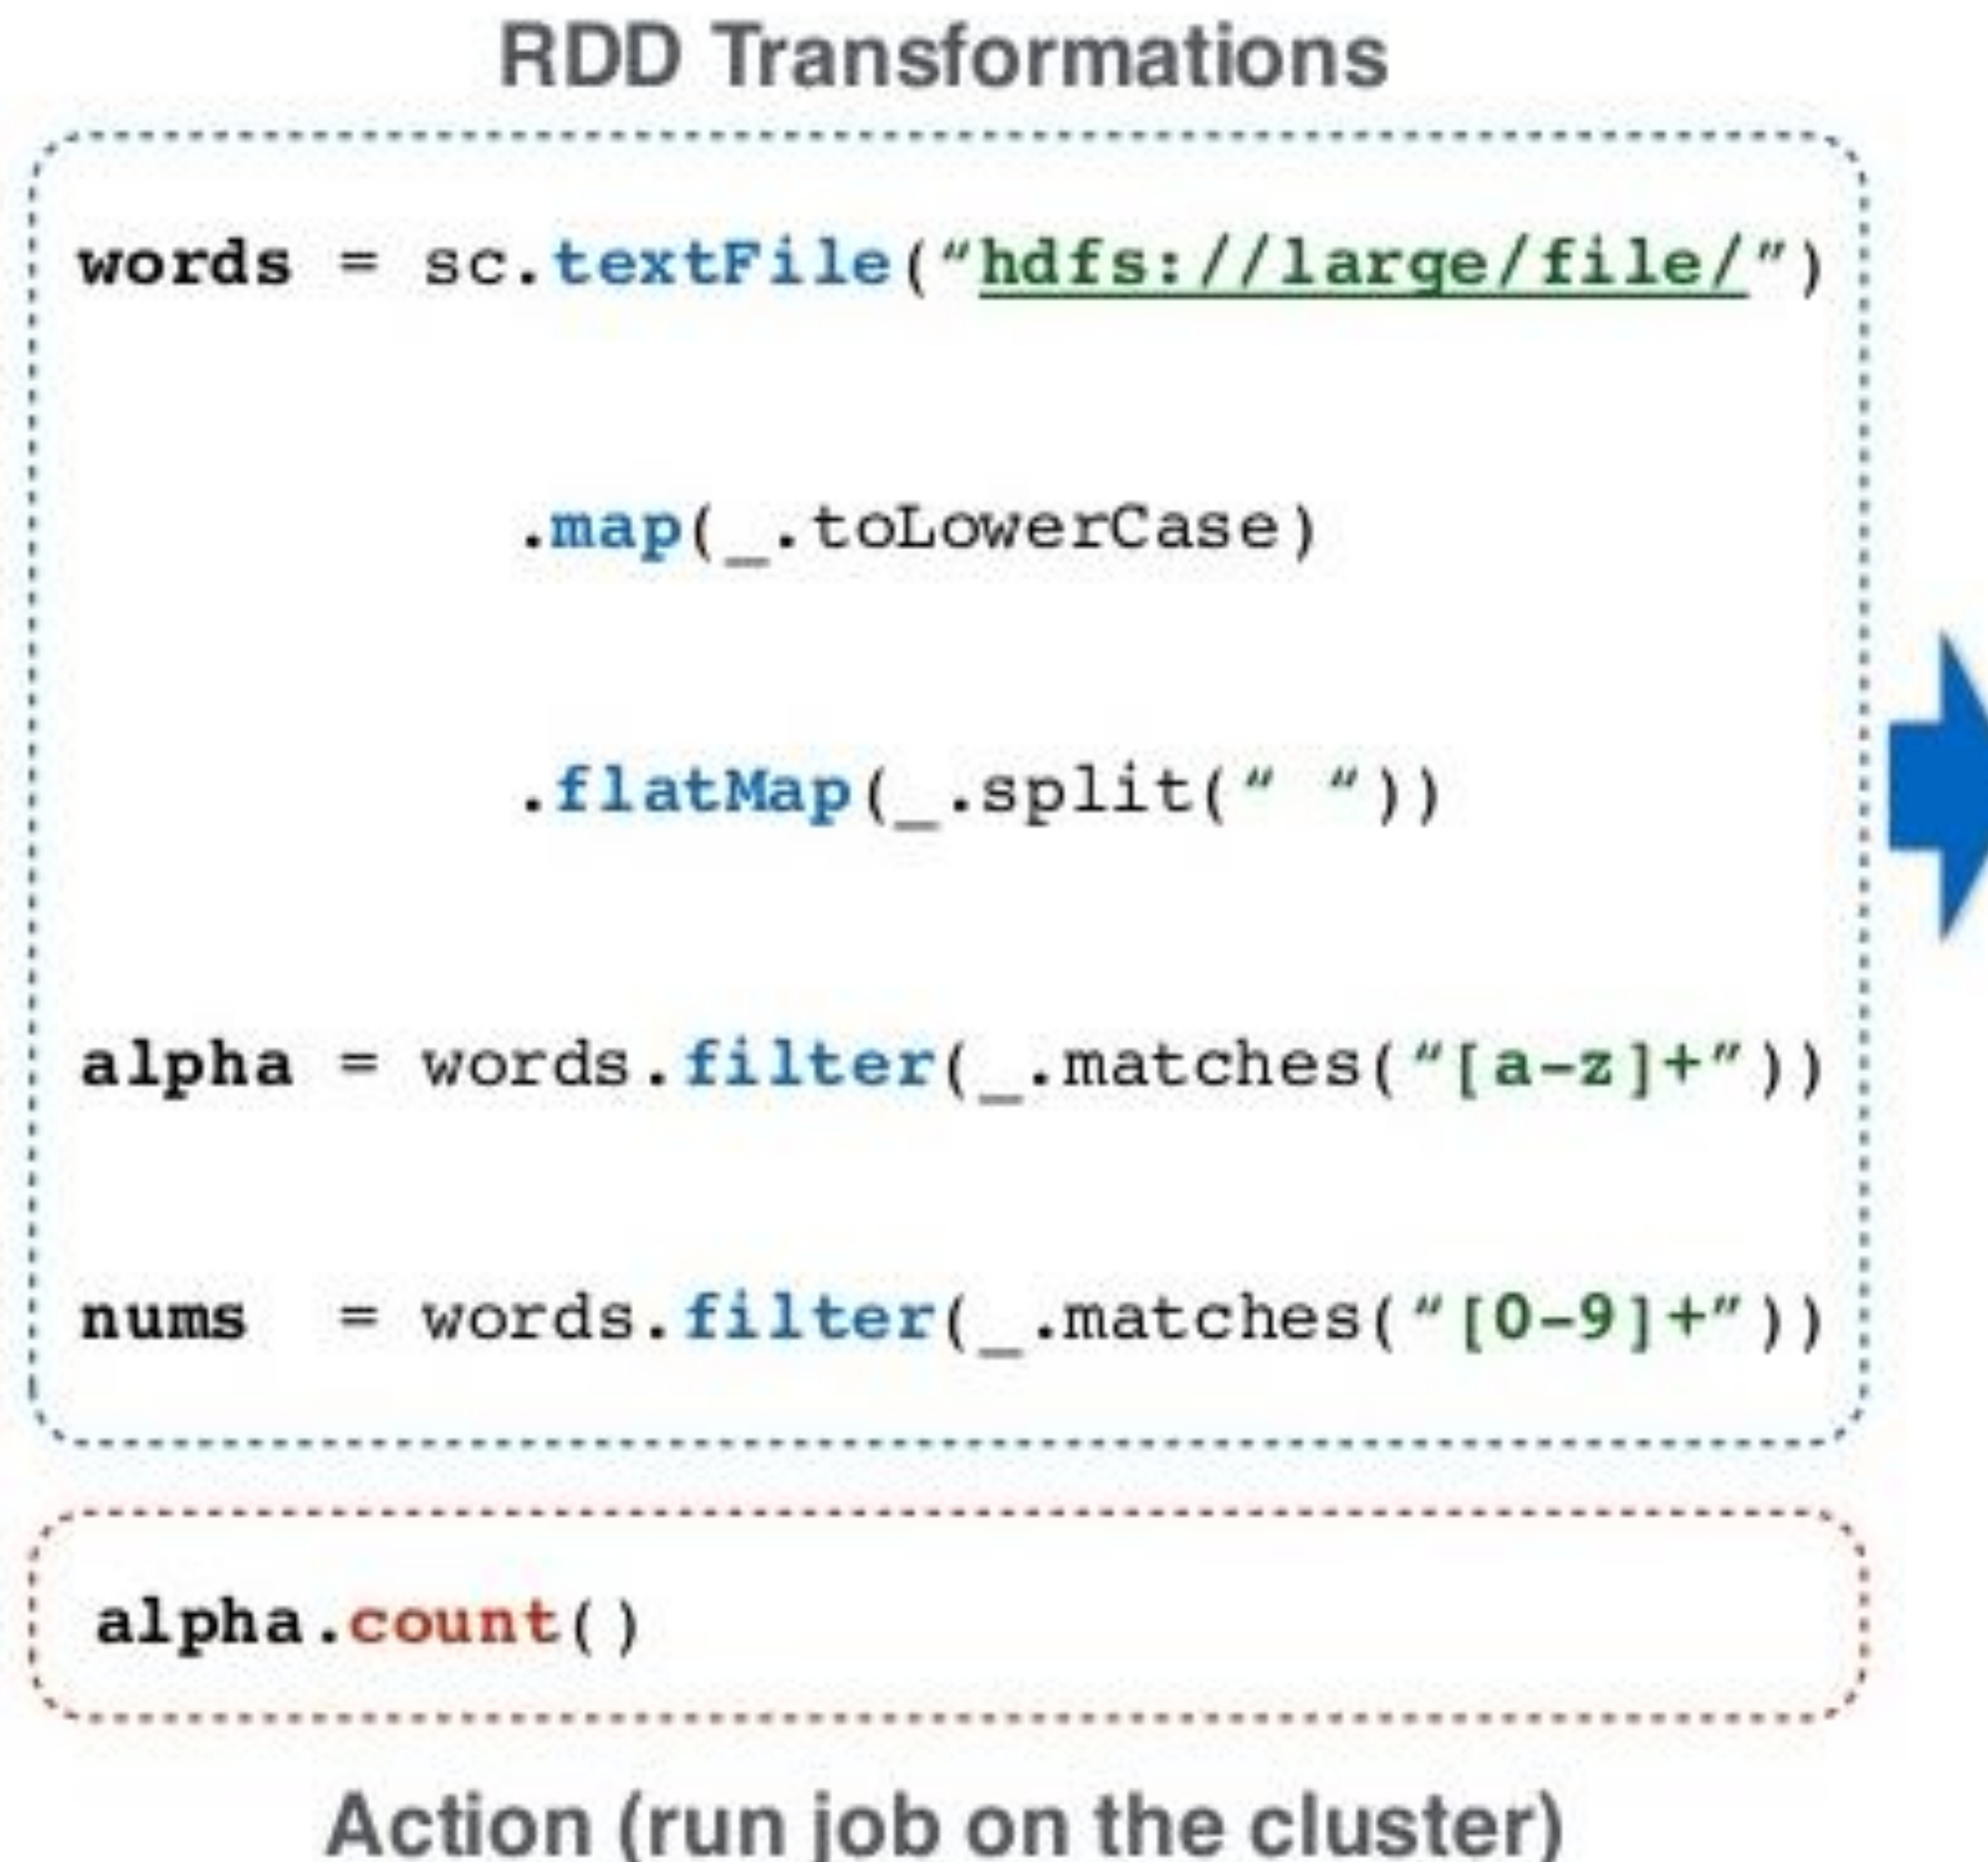 RDD Transformations
words = sc.textFile(“hdfs://large/file/”)
.map(_.toLowerCase)
.flatMap(_.split(“ “))
alpha = words.filter(_.matches(“[a-z]+”))
nums = words.filter(_.matches(“[0-9]+”))
alpha.count()
Action (run job on the cluster)